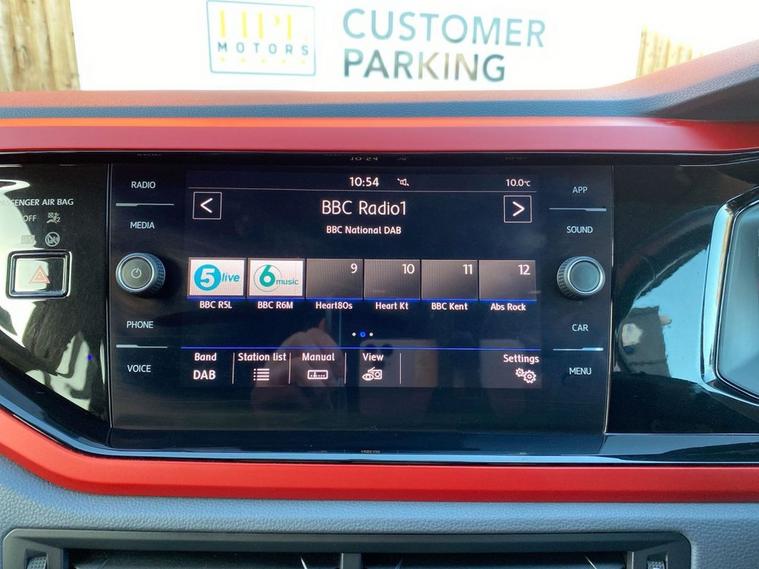 HPL
MOTORS
CUSTOMER
PARKING
PASSENGER AIR BAG
OFF
RADIO
MEDIA
PHONE
VOICE
10:54
10.0°C
BBC Radio1
BBC National DAB
5 live
6 music
9
10
11
12
BBC R5L
BBC R6M
Heart80s
Heart Kt
BBC Kent
Abs Rock
Band
Station list
Manual
View
Settings
DAB
APP
SOUND
CAR
MENU